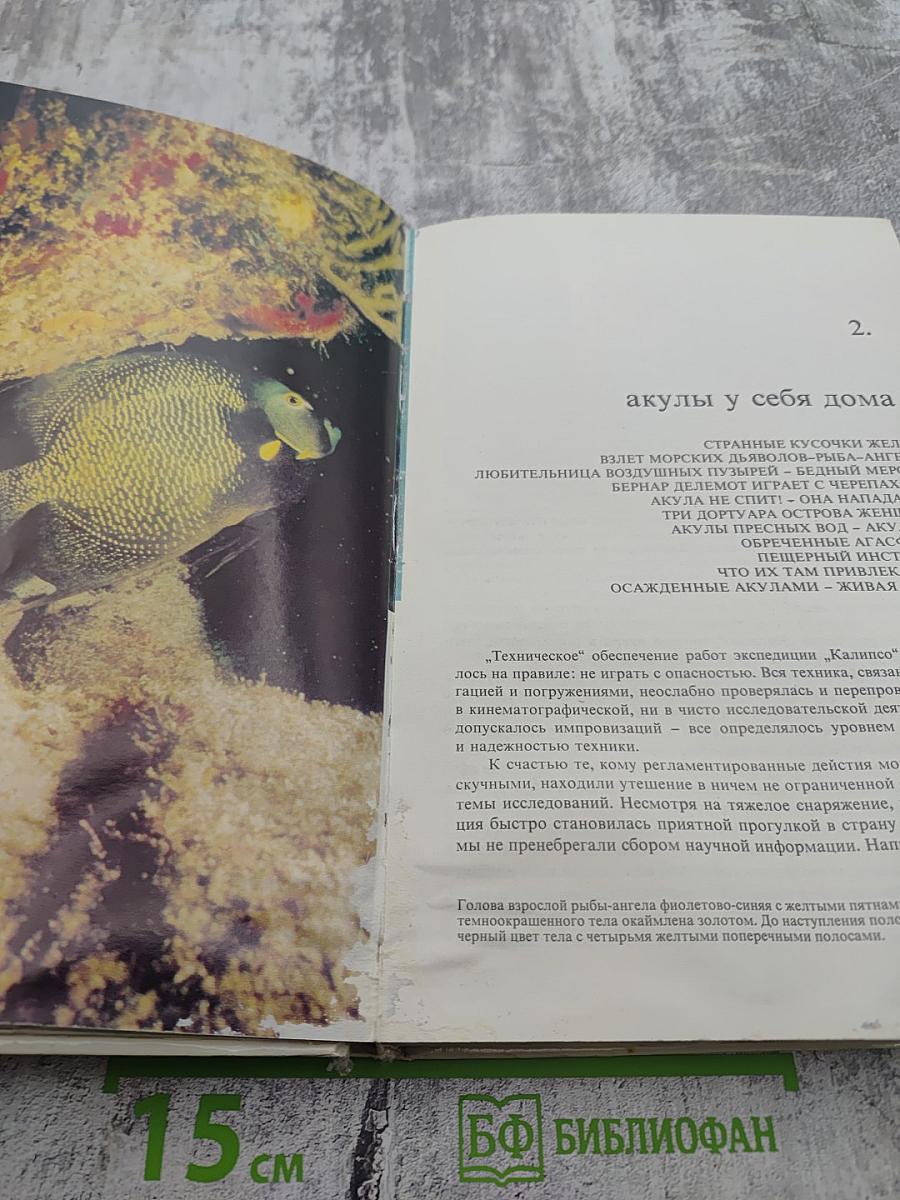 2.
акулы у себя дома
СТРАННЫЕ КУСОЧКИ
ВЗЛЕТ МОРСКИХ ДЬЯВОЛОВ–РЫБА–
ЛЮБИТЕЛЬНИЦА ВОЗДУШНЫХ ПУЗЫРЕЙ – БЕДНЫЙ
БЕРНАР ДЕЛЕМОТ ИГРАЕТ С
АКУЛА НЕ СПИТ! – ОНА
ТРИ ДОРТУАРА ОСТРОВА
АКУЛЫ ПРЕСНЫХ ВОД –
ОБРЕЧЕННЫЕ
ПЕЩЕРНЫЙ
ЧТО ИХ ТАМ
ОСАЖДЕННЫЕ АКУЛАМИ – ЖИВАЯ
„Техническое“ обеспечение работ экспедиции „Калипсо“
лось на правиле: не играть с опасностью. Вся техника,
гацией и погружениями, неослабно проверялась и
в кинематографической, ни в чисто исследовательской
допускалось импровизаций – все определялось уровнем
и надежностью техники.
К счастью те, кому регламентированные дейстия
скучными, находили утешение в ничем не ограниченной
темы исследований. Несмотря на тяжелое снаряжение,
ция быстро становилась приятной прогулкой в страну
мы не пренебрегали сбором научной информации.
Голова взрослой рыбы-ангела фиолетово-синяя с желтыми
темноокрашенного тела окаймлена золотом. До наступления
черный цвет тела с четырьмя желтыми поперечными полосами.
15 см
БФ БИБЛИОФАН